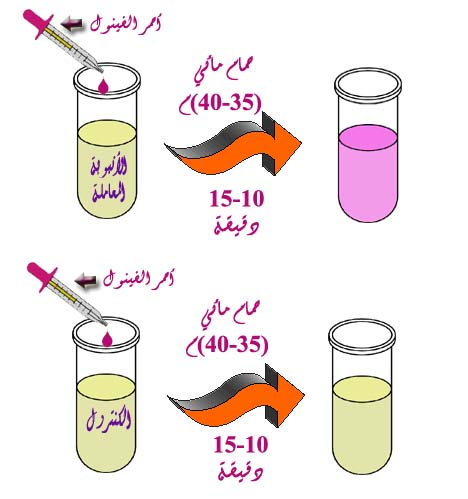 أحمر الفينول
حمام مائي
(35-40)م
الأنبوبة
المعاملة
10-15
دقيقة
أحمر الفينول
حمام مائي
(35-40)م
الكنترول
10-15
دقيقة